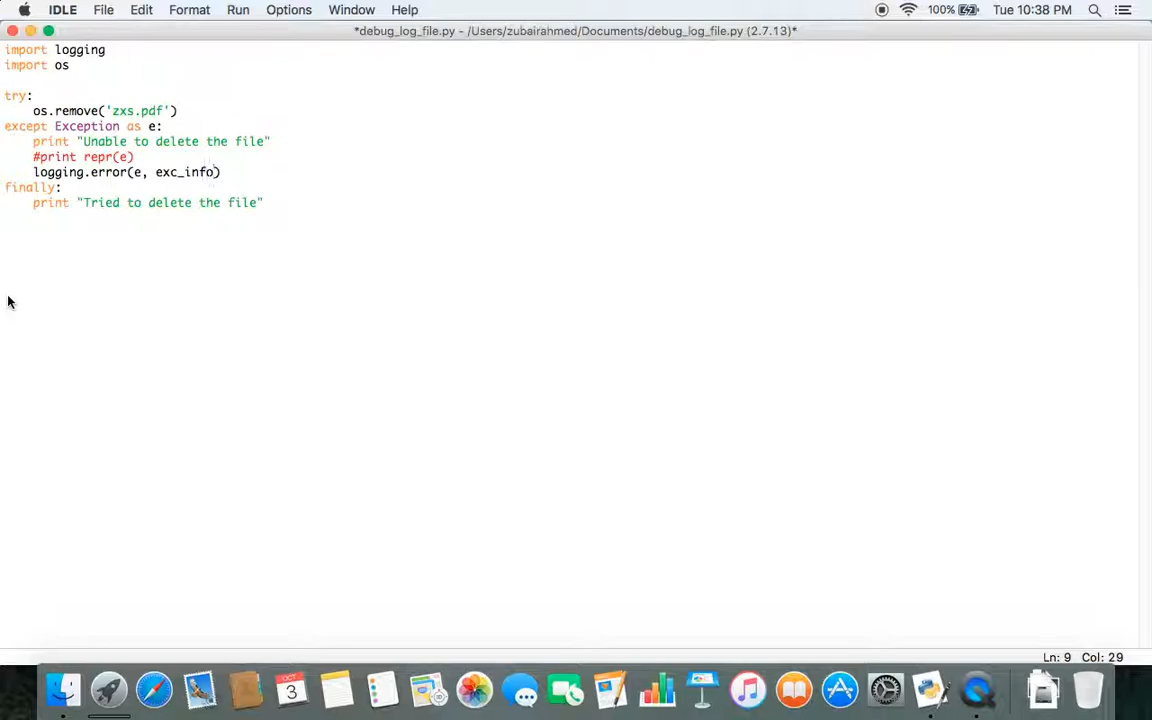 IDLE File Edit Format Run Options Window Help 100% Tue 10:38 PM
*debug_log_file.py - /Users/zubairahmed/Documents/debug_log_file.py (2.7.13)*
import logging
import os
try:
os.remove('zxs.pdf')
except Exception as e:
print "Unable to delete the file"
#print repr(e)
logging.error(e, exc_info)
finally:
print "Tried to delete the file"
Ln: 9 Col: 29
OCT
3